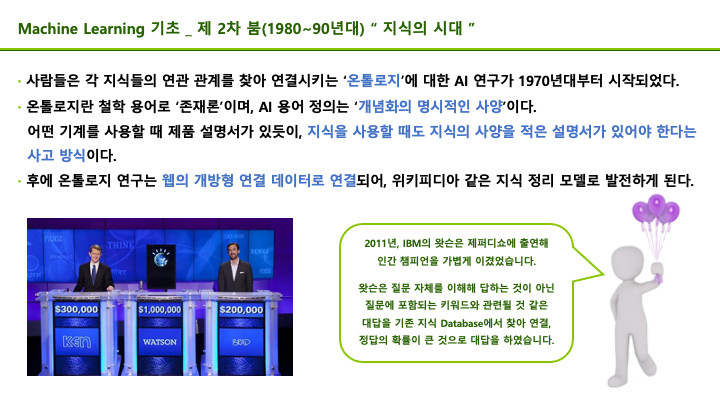 Machine Learning 기초 _ 제 2차 붐(1980~90년대) “ 지식의 시대 ”
· 사람들은 각 지식들의 연관 관계를 찾아 연결시키는 ‘온톨로지’에 대한 AI 연구가 1970년대부터 시작되었다.
· 온톨로지란 철학 용어로 ‘존재론’이며, AI 용어 정의는 ‘개념화의 명시적인 사양’이다.
어떤 기계를 사용할 때 제품 설명서가 있듯이, 지식을 사용할 때도 지식의 사양을 적은 설명서가 있어야 한다는
사고 방식이다.
· 후에 온톨로지 연구는 웹의 개방형 연결 데이터로 연결되어, 위키피디아 같은 지식 정리 모델로 발전하게 된다.
THINK
$300,000
$1,000,000
$200,000
KEN
WATSON
2011년, IBM의 왓슨은 제퍼디쇼에 출연해
인간 챔피언을 가볍게 이겼었습니다.
왓슨은 질문 자체를 이해해 답하는 것이 아닌
질문에 포함되는 키워드와 관련될 것 같은
대답을 기존 지식 Database에서 찾아 연결,
정답의 확률이 큰 것으로 대답을 하였습니다.